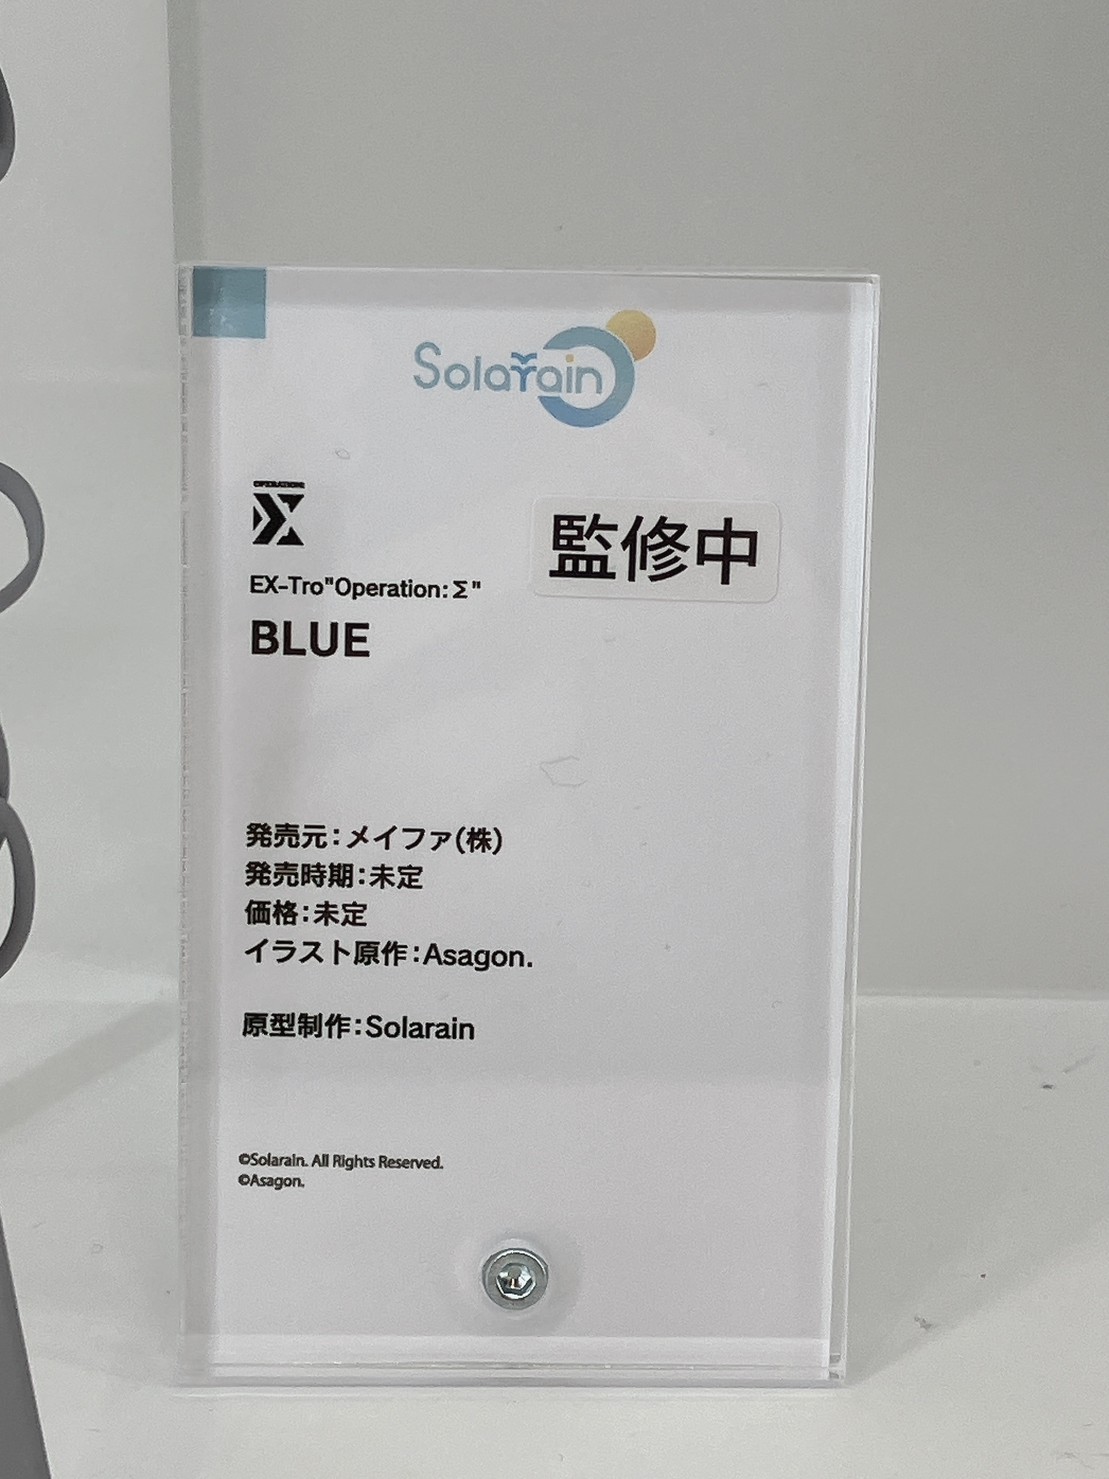 Solarain
OPERATION:
Σ
監修中
EX-Tro"Operation:Σ"
BLUE
発売元:メイファ(株)
発売時期:未定
価格:未定
イラスト原作:Asagon.
原型制作:Solarain
©Solarain. All Rights Reserved.
©Asagon.